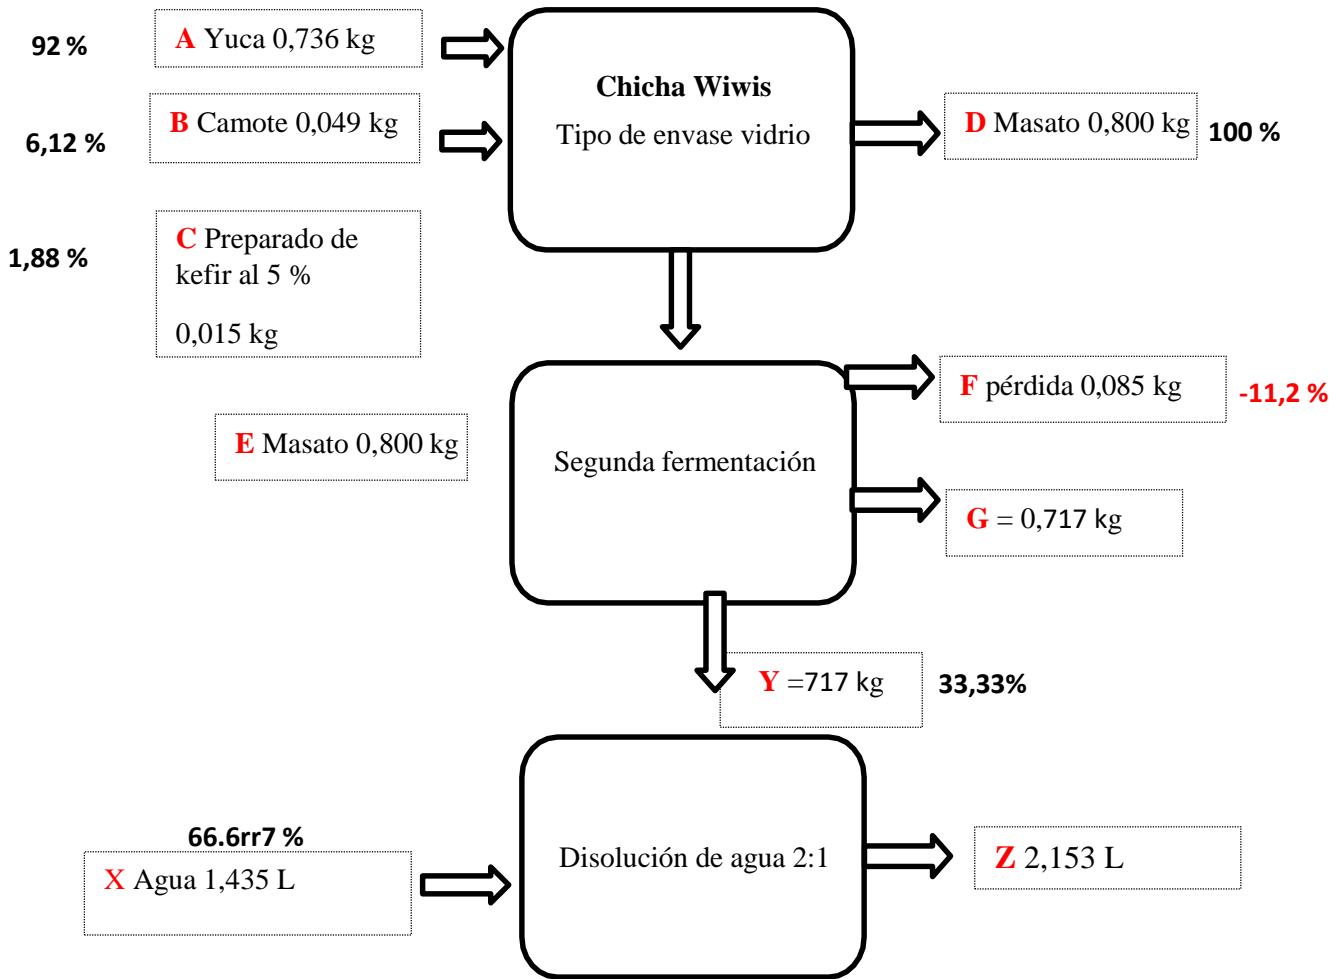 92 %
A Yuca 0,736 kg
Chicha Wiwis
Tipo de envase vidrio
6,12 %
B Camote 0,049 kg
D Masato 0,800 kg
100 %
1,88 %
C Preparado de
kefir al 5 %
0,015 kg
F pérdida 0,085 kg
-11,2 %
E Masato 0,800 kg
Segunda fermentación
G = 0,717 kg
Y =717 kg
33,33%
66.6rr7 %
X Agua 1,435 L
Disolución de agua 2:1
Z 2,153 L